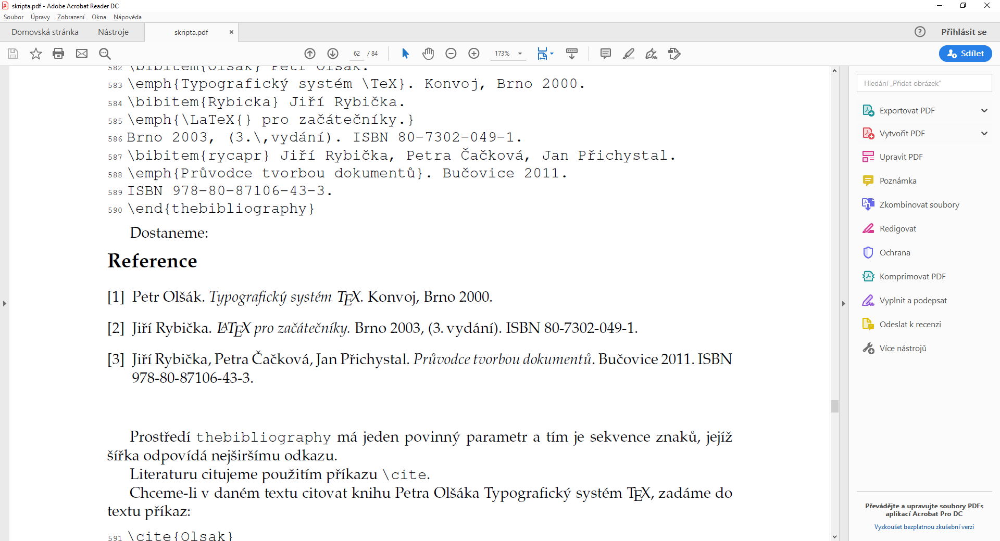 skripta.pdf - Adobe Acrobat Reader DC
Soubor Úpravy Zobrazení Okna Nápověda
Domovská stránka Nástroje skripta.pdf × ? Přihlásit se
62 / 84 173% Sdílet
582 \bibitem{Olsak} Petr Olšák.
583 \emph{Typografický systém \TeX}. Konvoj, Brno 2000.
584 \bibitem{Rybicka} Jiří Rybička.
585 \emph{\LaTeX{} pro začátečníky.}
586 Brno 2003, (3.\,vydání). ISBN 80-7302-049-1.
587 \bibitem{rycapr} Jiří Rybička, Petra Čačková, Jan Přichystal.
588 \emph{Průvodce tvorbou dokumentů}. Bučovice 2011.
589 ISBN 978-80-87106-43-3.
590 \end{thebibliography}
Dostaneme:
Reference
[1] Petr Olšák. Typografický systém TEX. Konvoj, Brno 2000.
[2] Jiří Rybička. LATEX pro začátečníky. Brno 2003, (3. vydání). ISBN 80-7302-049-1.
[3] Jiří Rybička, Petra Čačková, Jan Přichystal. Průvodce tvorbou dokumentů. Bučovice 2011. ISBN
978-80-87106-43-3.
Prostředí thebibliography má jeden povinný parametr a tím je sekvence znaků, jejíž
šířka odpovídá nejširšímu odkazu.
Literaturu citujeme použitím příkazu \cite.
Chceme-li v daném textu citovat knihu Petra Olšáka Typografický systém TEX, zadáme do
textu příkaz:
591 \cite{Olsak}
Hledání „Přidat obrázek“
Exportovat PDF
Vytvořit PDF
Upravit PDF
Poznámka
Zkombinovat soubory
Redigovat
Ochrana
Komprimovat PDF
Vyplnit a podepsat
Odeslat k recenzi
Více nástrojů
Převádějte a upravujte soubory PDFs
aplikací Acrobat Pro DC
Vyzkoušet bezplatnou zkušební verzi